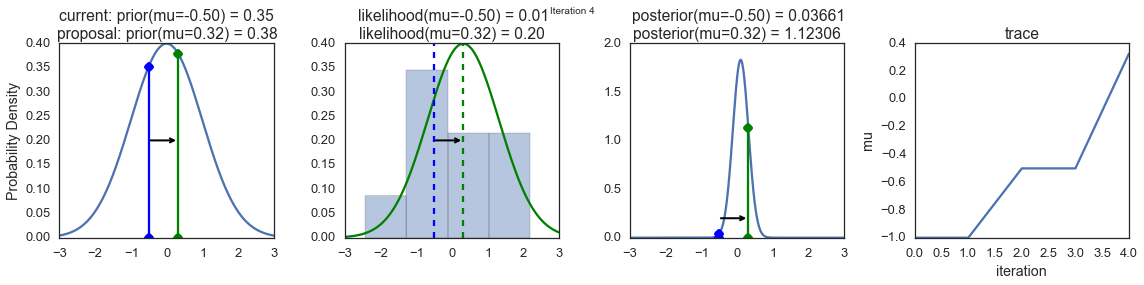 current: prior(mu=-0.50) = 0.35
proposal: prior(mu=0.32) = 0.38
Probability Density
0.40
0.35
0.30
0.25
0.20
0.15
0.10
0.05
0.00
−3 −2 −1 0 1 2 3
Iteration 4
likelihood(mu=-0.50) = 0.01
likelihood(mu=0.32) = 0.20
0.40
0.35
0.30
0.25
0.20
0.15
0.10
0.05
0.00
−3 −2 −1 0 1 2 3
posterior(mu=-0.50) = 0.03661
posterior(mu=0.32) = 1.12306
2.0
1.5
1.0
0.5
0.0
−3 −2 −1 0 1 2 3
trace
mu
0.4
0.2
0.0
−0.2
−0.4
−0.6
−0.8
−1.0
0.0 0.5 1.0 1.5 2.0 2.5 3.0 3.5 4.0
iteration